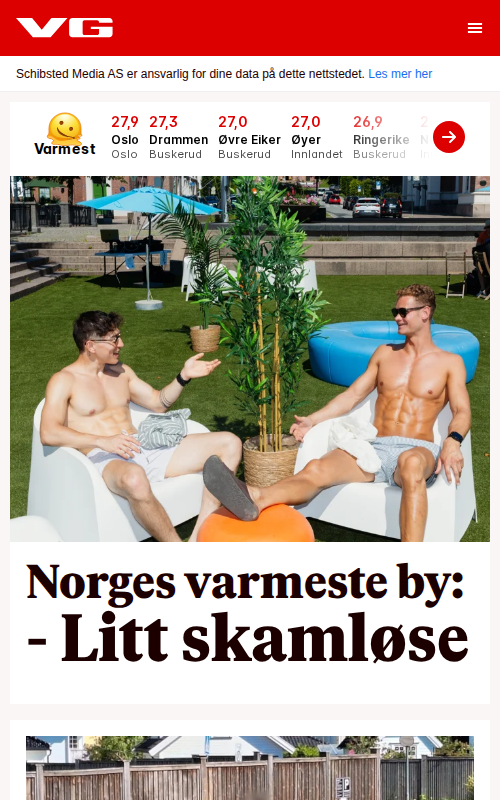 VG
Schibsted Media AS er ansvarlig for dine data på dette nettstedet. Les mer her
Varmest
27,9 27,3 27,0 27,0 26,9
Oslo Drammen Øvre Eiker Øyer Ringerike
Oslo Buskerud Buskerud Innlandet Buskerud
Norges varmeste by:
- Litt skamløse